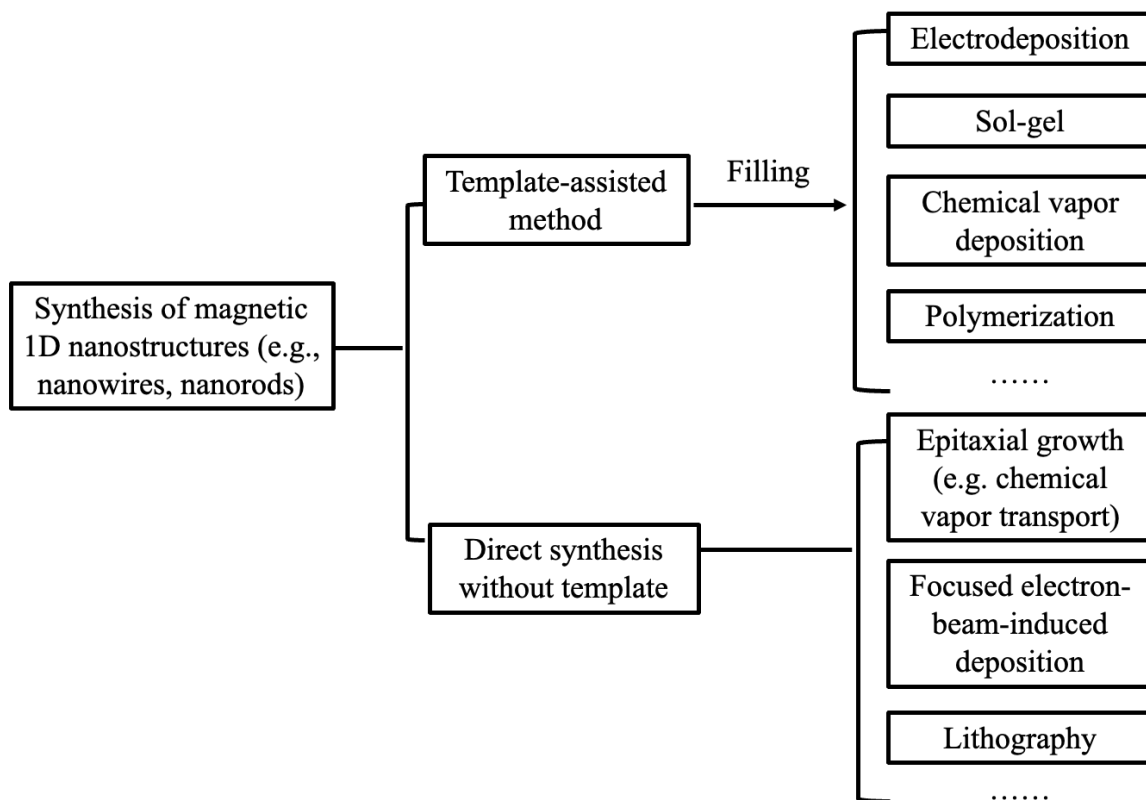 Synthesis of magnetic
1D nanostructures (e.g.,
nanowires, nanorods)
Template-assisted
method
Filling
Electrodeposition
Sol-gel
Chemical vapor
deposition
Polymerization
......
Direct synthesis
without template
Epitaxial growth
(e.g. chemical
vapor transport)
Focused electron-
beam-induced
deposition
Lithography
......